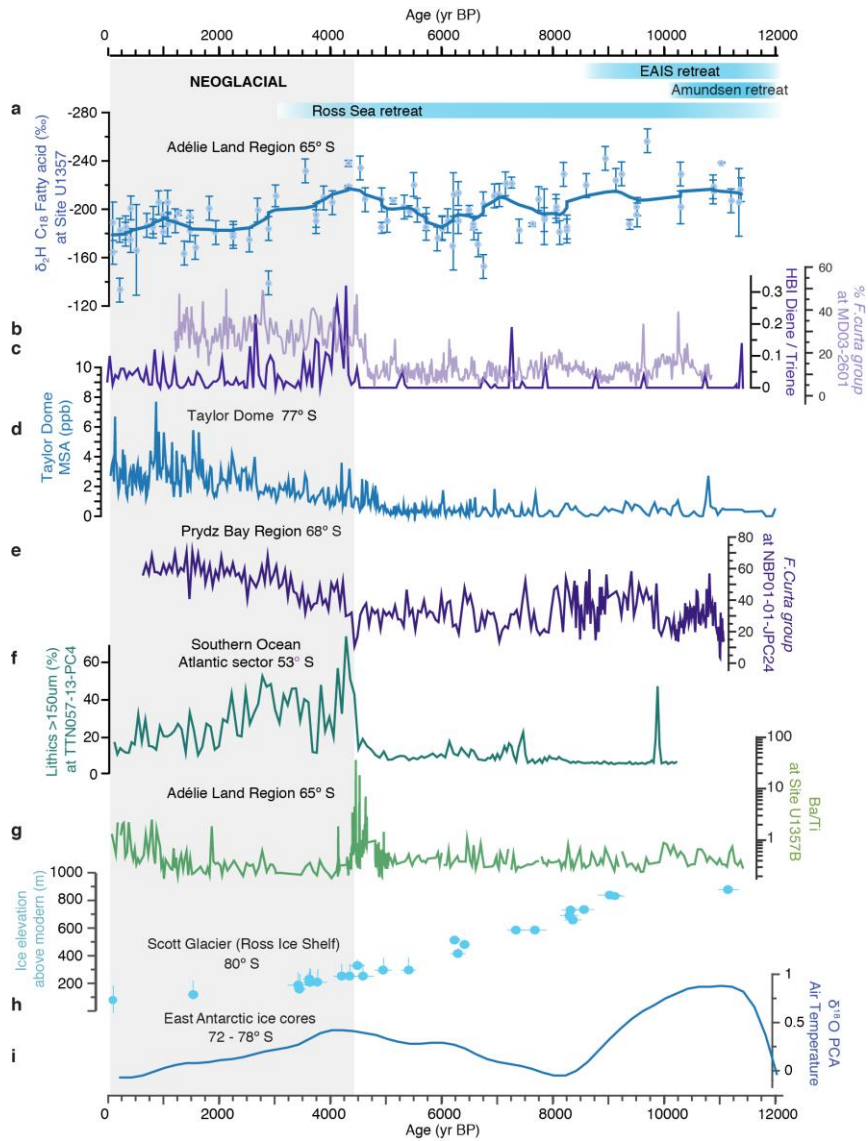 Age (yr BP)
0 2000 4000 6000 8000 10000 12000
NEOGLACIAL
EAIS retreat
Amundsen retreat
Ross Sea retreat
a
-280
-240
-200
-160
-120
δ2H C18 Fatty acid (‰)
at Site U1357
Adélie Land Region 65° S
b
c
0.3
0.2
0.1
0
HBI Diene / Triene
60
40
20
0
% F.curta group
at MD03-2601
d
10
8
6
4
2
0
Taylor Dome
MSA (ppb)
Taylor Dome 77° S
e
Prydz Bay Region 68° S
80
60
40
20
0
F.Curta group
at NBP01-01-JPC24
f
Southern Ocean
Atlantic sector 53° S
60
40
20
0
Lithics >150um (%)
at TTN057-13-PC4
g
Adélie Land Region 65° S
100
10
1
Ba/Ti
at Site U1357B
1000
800
600
400
200
Ice elevation
above modern (m)
Scott Glacier (Ross Ice Shelf)
80° S
h
East Antarctic ice cores
72 - 78° S
i
1
0.5
0
δ18O PCA
Air Temperature
0 2000 4000 6000 8000 10000 12000
Age (yr BP)